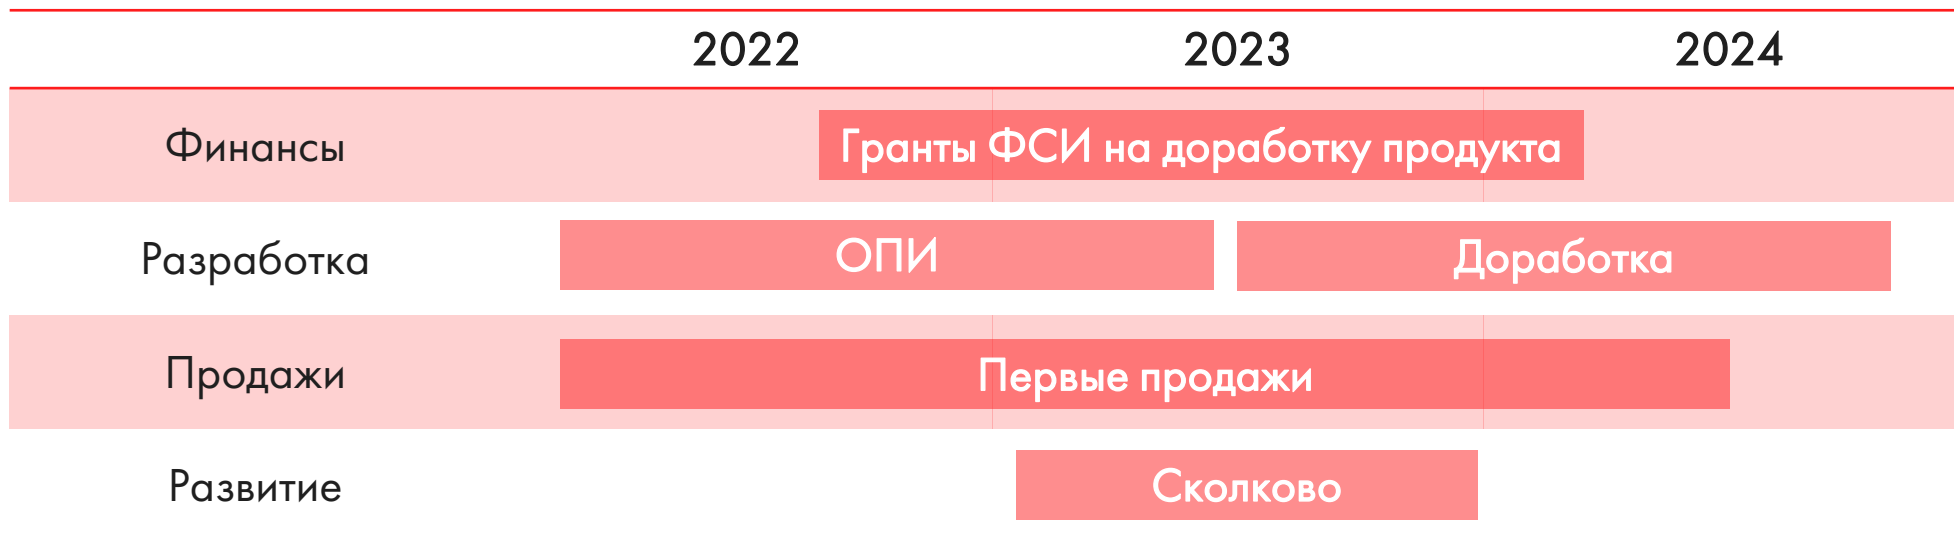 2022 2023 2024
Финансы Гранты ФСИ на доработку продукта
Разработка ОПИ Доработка
Продажи Первые продажи
Развитие Сколково